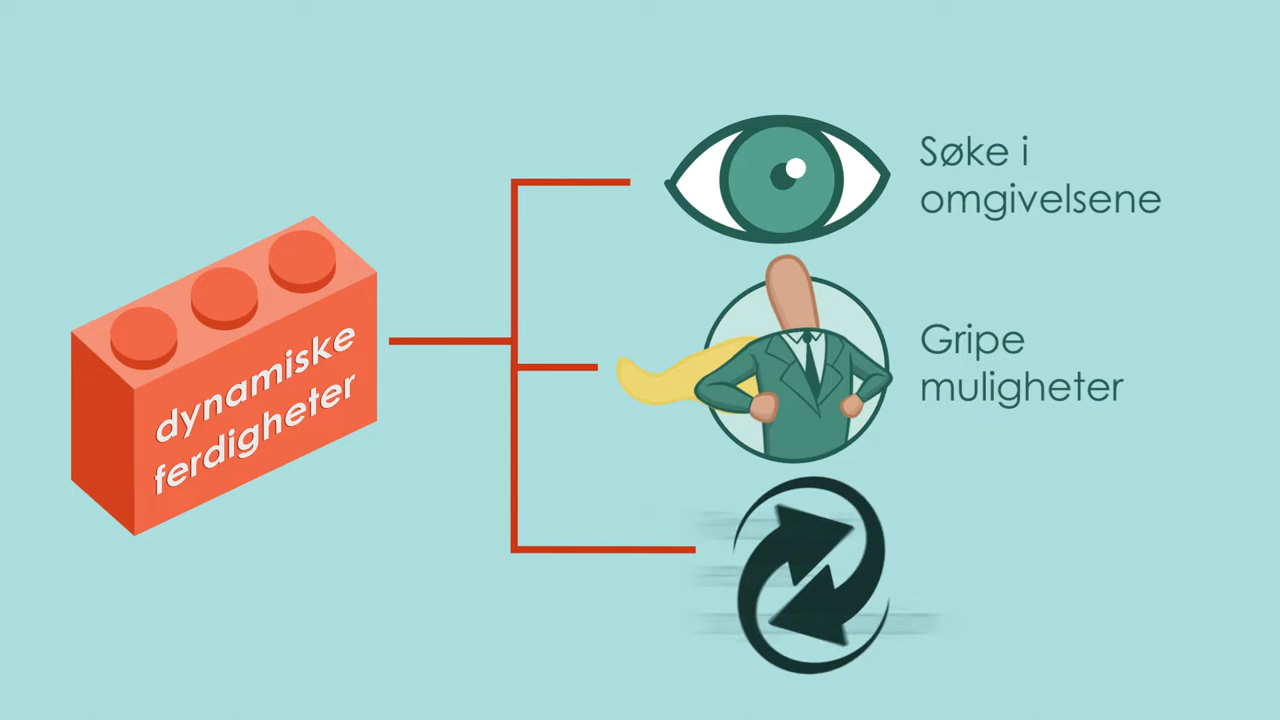 dynamiske
ferdigheter
Søke i
omgivelsene
Gripe
muligheter